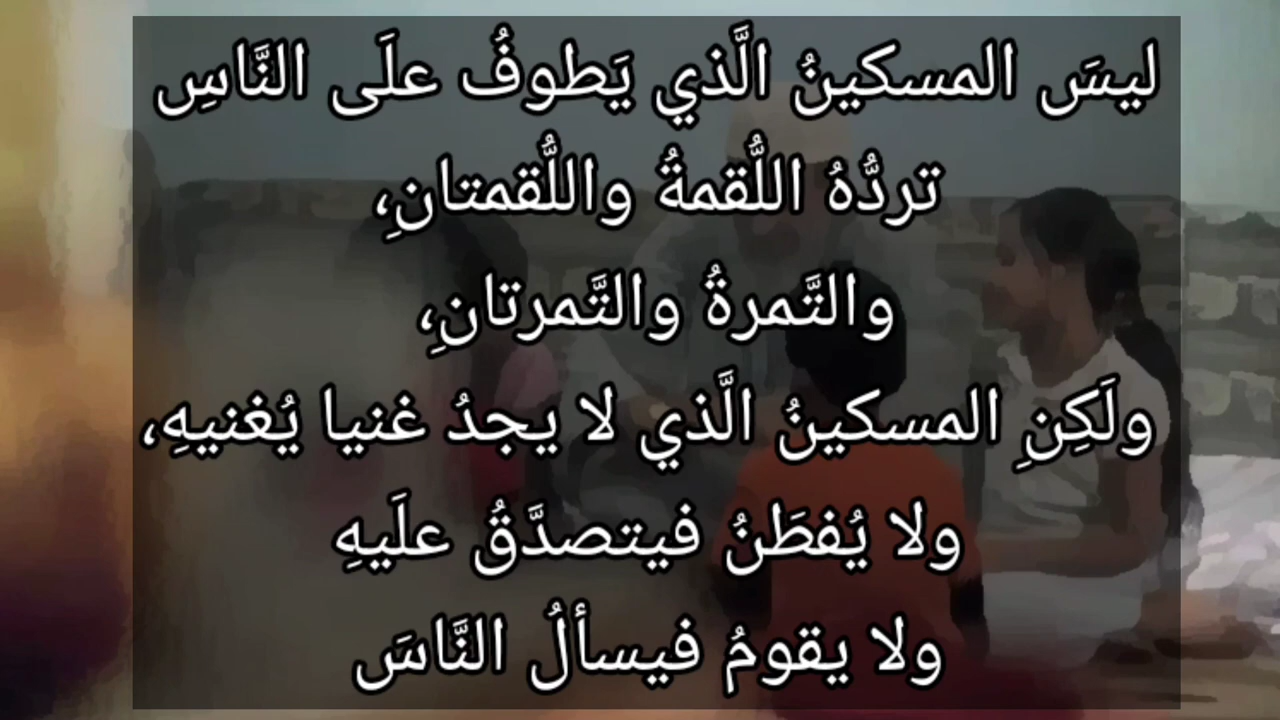 ليسَ المسكينُ الَّذي يَطوفُ علَى النَّاسِ
تردُّهُ اللُّقمةُ واللُّقمتانِ،
والتَّمرةُ والتَّمرتانِ،
ولَكِنِ المسكينُ الَّذي لا يجدُ غنيا يُغنيهِ،
ولا يُفطَنُ فيتصدَّقُ علَيهِ
ولا يقومُ فيسألُ النَّاسَ